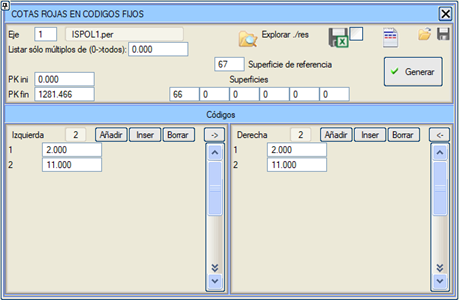 COTAS ROJAS EN CODIGOS FIJOS
Eje 1 ISPOL1.per Explorar ./res
Listar sólo múltiplos de (0->todos): 0.000
67 Superficie de referencia
PK ini 0.000 Superficies Generar
PK fin 1281.466 66 0 0 0 0 0
Códigos
Izquierda 2 Añadir Inser Borrar -> Derecha 2 Añadir Inser Borrar <-
1 2.000 1 2.000
2 11.000 2 11.000